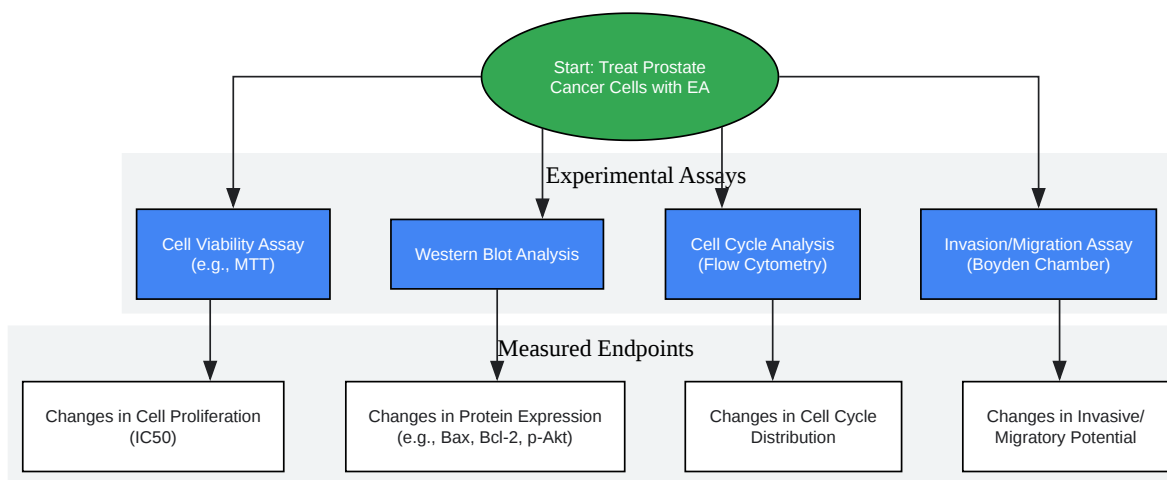 Start: Treat Prostate
Cancer Cells with EA
Experimental Assays
Cell Viability Assay
(e.g., MTT)
Western Blot Analysis
Cell Cycle Analysis
(Flow Cytometry)
Invasion/Migration Assay
(Boyden Chamber)
Measured Endpoints
Changes in Cell Proliferation
(IC50)
Changes in Protein Expression
(e.g., Bax, Bcl-2, p-Akt)
Changes in Cell Cycle
Distribution
Changes in Invasive/
Migratory Potential